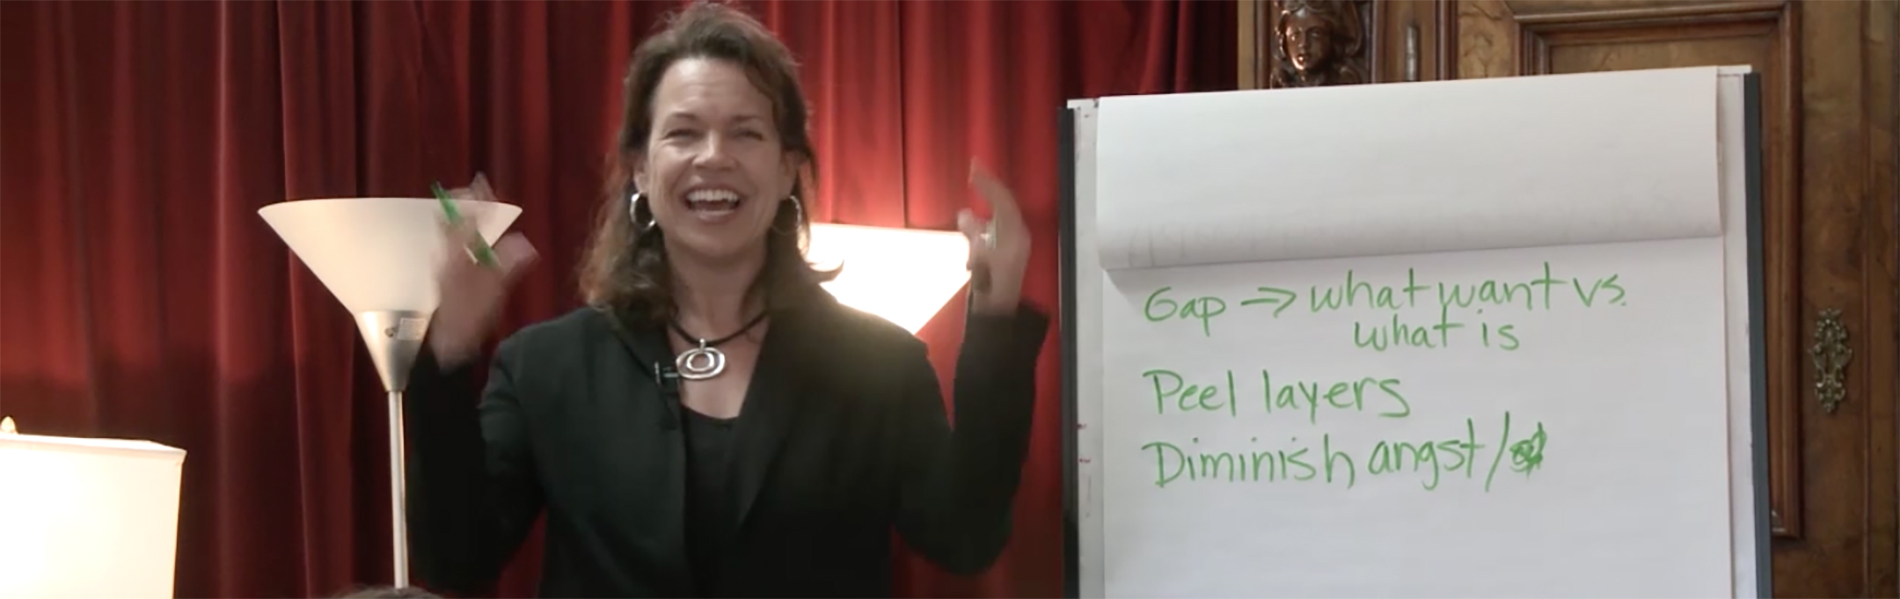 Gap → what want vs.
what is
Peel layers
Diminish angst/